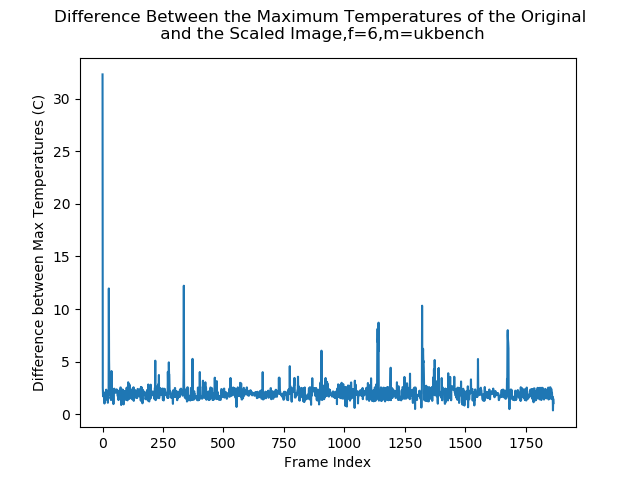 Difference Between the Maximum Temperatures of the Original
and the Scaled Image,f=6,m=ukbench
30
25
20
15
10
5
0
Difference between Max Temperatures (C)
0 250 500 750 1000 1250 1500 1750
Frame Index